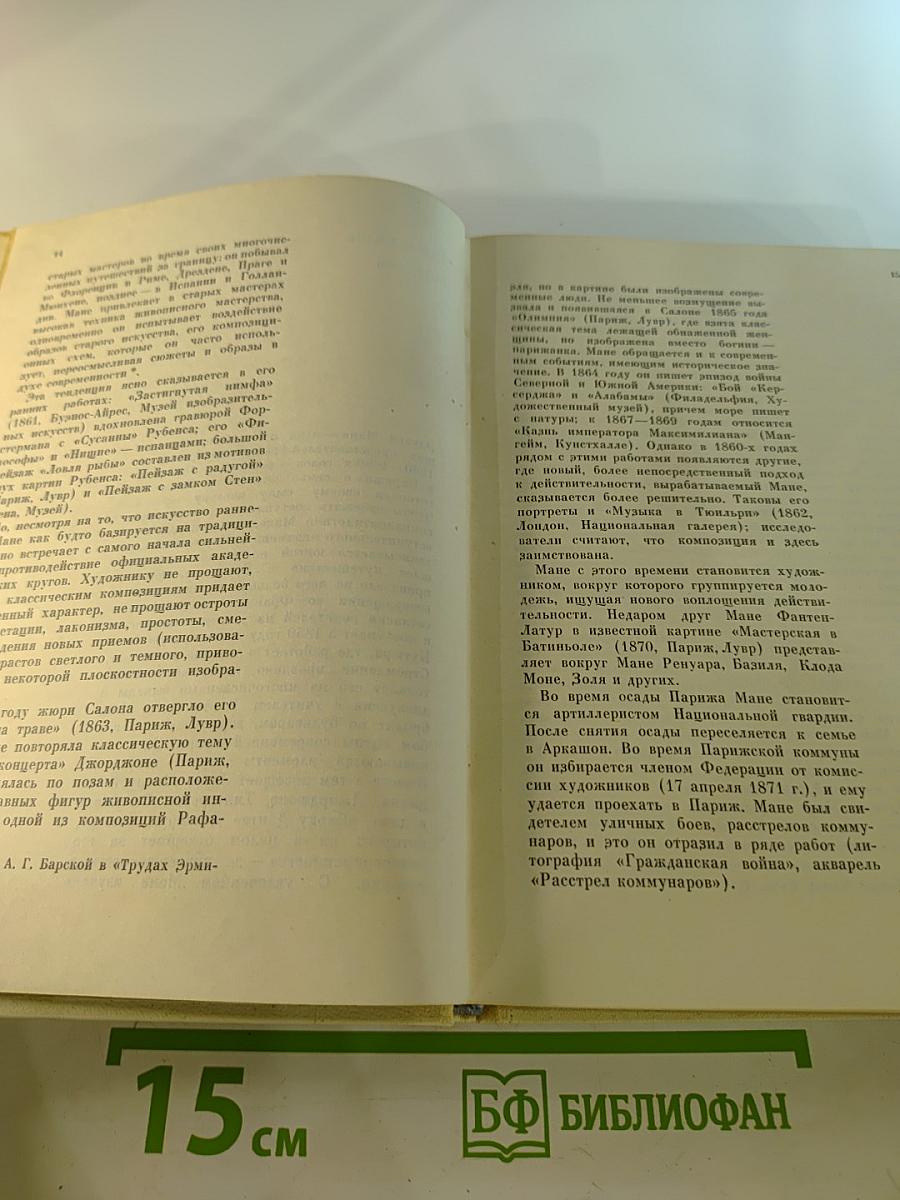 старых мастеров во время своих многочис-
ленных путешествий за границу: он побывал
во Флоренции в Риме, Дрездене, Праге и
Мюнхене, позднее — в Испании и Голлан-
дии. Мане привлекает в старых мастерах
высокая техника живописного мастерства,
одновременно он испытывает воздействие
образов старого искусства, его композици-
онных схем, которые он часто исполь-
зует, переосмысливая сюжеты и образы в
духе современности *.
Эта тенденция ясно сказывается в его
ранних работах: «Застигнутая нимфа»
(1861, Буэнос-Айрес, Музей изобразитель-
ных искусств) вдохновлена гравюрой Фор-
стермана с «Сусанны» Рубенса; его «Фи-
лософы» и «Нищие» — испанцами; большой
пейзаж «Ловля рыбы» составлен из мотивов
двух картин Рубенса: «Пейзаж с радугой»
(Париж, Лувр) и «Пейзаж с замком Стен»
ена, Музей).
о, несмотря на то, что искусство ранне-
Мане как будто базируется на традици-
но встречает с самого начала сильней-
противодействие официальных акаде-
ких кругов. Художнику не прощают,
классическим композициям придает
енный характер, не прощают остроты
етации, лаконизма, простоты, сме-
дения новых приемов (использова-
растов светлого и темного, приво-
некоторой плоскостности изобра-
году жюри Салона отвергло его
а траве» (1863, Париж, Лувр).
е повторяла классическую тему
концерта» Джорджоне (Париж,
ялась по позам и расположе-
авных фигур живописной ин-
одной из композиций Рафа-
А. Г. Барской в «Трудах Эрми-
эля, но в картине были изображены совре-
менные люди. Не меньшее возмущение вы-
звала и появившаяся в Салоне 1865 года
«Олимпия» (Париж, Лувр), где взята клас-
сическая тема лежащей обнаженной жен-
щины, но изображена вместо богини —
парижанка. Мане обращается и к современ-
ным событиям, имеющим историческое зна-
чение. В 1864 году он пишет эпизод войны
Северной и Южной Америки: «Бой «Кер-
серджа» и «Алабамы» (Филадельфия, Ху-
дожественный музей), причем море пишет
с натуры; к 1867—1869 годам относится
«Казнь императора Максимилиана» (Ман-
гейм, Кунстхалле). Однако в 1860-х годах
рядом с этими работами появляются другие,
где новый, более непосредственный подход
к действительности, вырабатываемый Мане,
сказывается более решительно. Таковы его
портреты и «Музыка в Тюильри» (1862,
Лондон, Национальная галерея); исследо-
ватели считают, что композиция и здесь
заимствована.
Мане с этого времени становится худож-
ником, вокруг которого группируется моло-
дежь, ищущая нового воплощения действи-
тельности. Недаром друг Мане Фантен-
Латур в известной картине «Мастерская в
Батиньоле» (1870, Париж, Лувр) представ-
ляет вокруг Мане Ренуара, Базиля, Клода
Моне, Золя и других.
Во время осады Парижа Мане становит-
ся артиллеристом Национальной гвардии.
После снятия осады переселяется к семье
в Аркашон. Во время Парижской коммуны
он избирается членом Федерации от комис-
сии художников (17 апреля 1871 г.), и ему
удается проехать в Париж. Мане был сви-
детелем уличных боев, расстрелов комму-
наров, и это он отразил в ряде работ (ли-
тография «Гражданская война», акварель
«Расстрел коммунаров»).
15 см
БФ БИБЛИОФАН